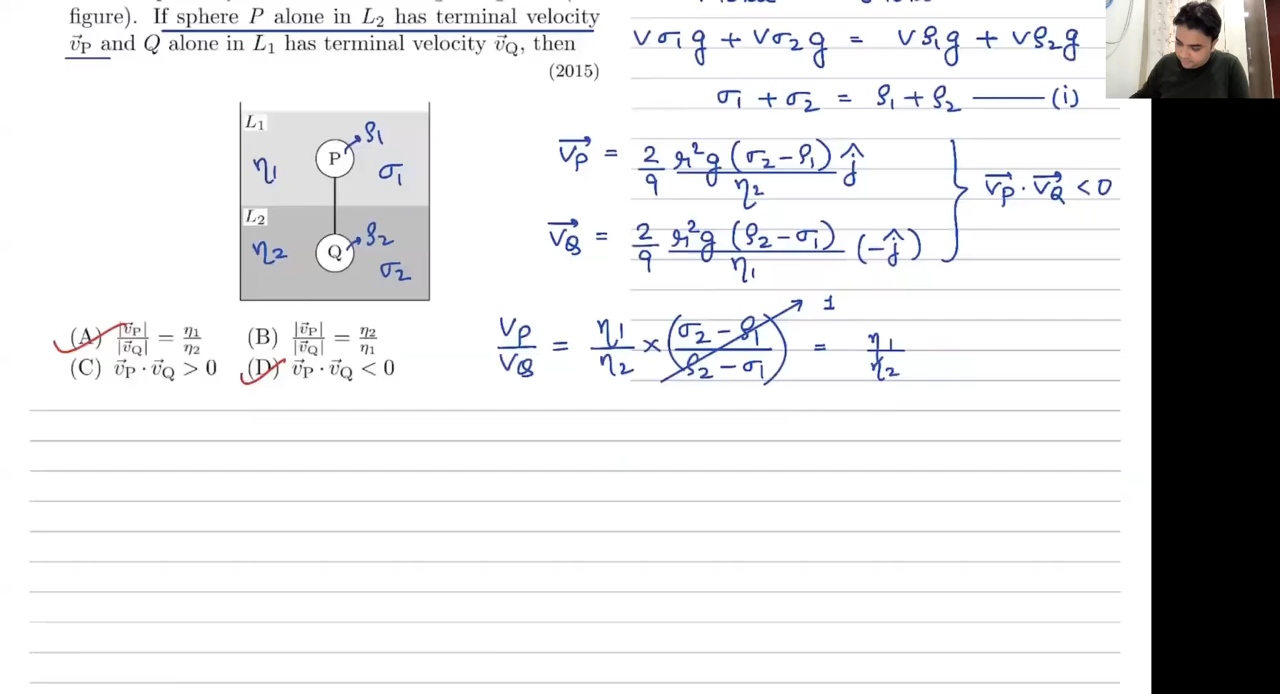 figure). If sphere P alone in L₂ has terminal velocity
v⃗_P and Q alone in L₁ has terminal velocity v⃗_Q, then
(2015)
Vσ₁g + Vσ₂g = Vρ₁g + Vρ₂g
σ₁ + σ₂ = ρ₁ + ρ₂ —— (i)
L₁
P
ρ₁
η₁
σ₁
L₂
η₂
Q
ρ₂
σ₂
v⃗_P = 2/9 r²g (σ₂ − ρ₁)/η₂ ĵ
v⃗_Q = 2/9 r²g (ρ₂ − σ₁)/η₁ (−ĵ)
v⃗_P · v⃗_Q < 0
(A) |v⃗_P|/|v⃗_Q| = η₁/η₂ (B) |v⃗_P|/|v⃗_Q| = η₂/η₁
(C) v⃗_P · v⃗_Q > 0 (D) v⃗_P · v⃗_Q < 0
V_P/V_Q = η₁/η₂ × (σ₂ − ρ₁/ρ₂ − σ₁) 1 = η₁/η₂